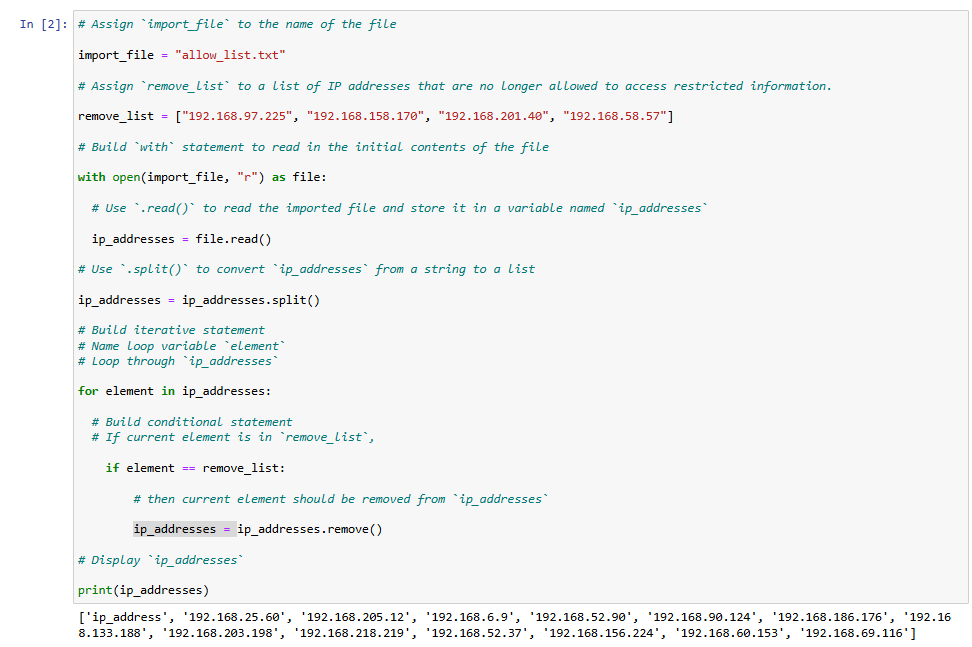 In [2]: # Assign `import_file` to the name of the file
import_file = "allow_list.txt"
# Assign `remove_list` to a list of IP addresses that are no longer allowed to access restricted information.
remove_list = ["192.168.97.225", "192.168.158.170", "192.168.201.40", "192.168.58.57"]
# Build `with` statement to read in the initial contents of the file
with open(import_file, "r") as file:
# Use `.read()` to read the imported file and store it in a variable named `ip_addresses`
ip_addresses = file.read()
# Use `.split()` to convert `ip_addresses` from a string to a list
ip_addresses = ip_addresses.split()
# Build iterative statement
# Name loop variable `element`
# Loop through `ip_addresses`
for element in ip_addresses:
# Build conditional statement
# If current element is in `remove_list`,
if element == remove_list:
# then current element should be removed from `ip_addresses`
ip_addresses = ip_addresses.remove()
# Display `ip_addresses`
print(ip_addresses)
['ip_address', '192.168.25.60', '192.168.205.12', '192.168.6.9', '192.168.52.90', '192.168.90.124', '192.168.186.176', '192.16
8.133.188', '192.168.203.198', '192.168.218.219', '192.168.52.37', '192.168.156.224', '192.168.60.153', '192.168.69.116']